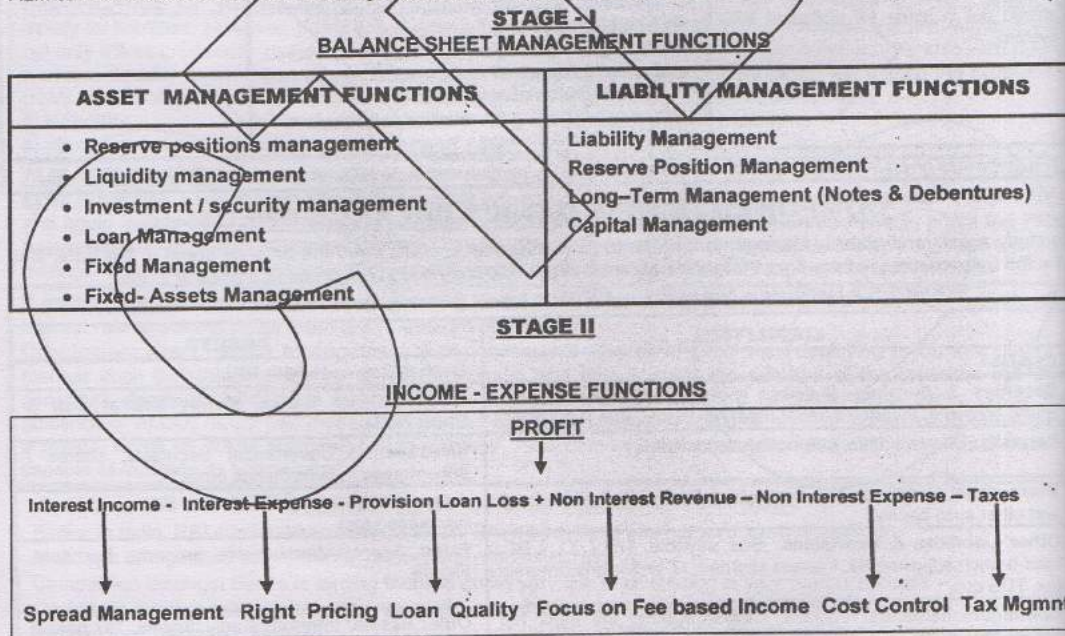 STAGE - I
BALANCE SHEET MANAGEMENT FUNCTIONS
ASSET MANAGEMENT FUNCTIONS
• Reserve positions management
• Liquidity management
• Investment / security management
• Loan Management
• Fixed Management
• Fixed- Assets Management
LIABILITY MANAGEMENT FUNCTIONS
Liability Management
Reserve Position Management
Long–Term Management (Notes & Debentures)
Capital Management
STAGE II
INCOME - EXPENSE FUNCTIONS
PROFIT
Interest Income - Interest Expense - Provision Loan Loss + Non Interest Revenue – Non Interest Expense – Taxes
Spread Management Right Pricing Loan Quality Focus on Fee based Income Cost Control Tax Mgmnt